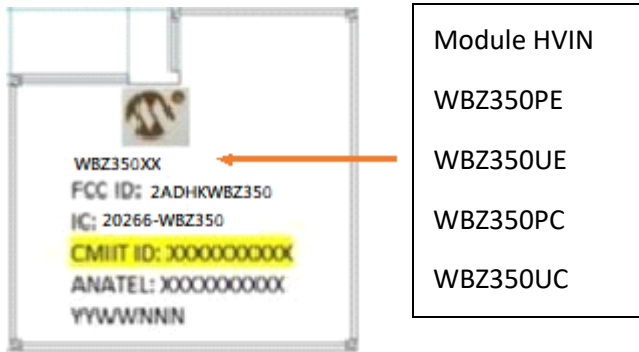 WBZ350XX
FCC ID: 2ADHKWBZ350
IC: 20266-WBZ350
CMIIT ID: XXXXXXXXXX
ANATEL: XXXXXXXXXX
YYWWNNN
Module HVIN
WBZ350PE
WBZ350UE
WBZ350PC
WBZ350UC